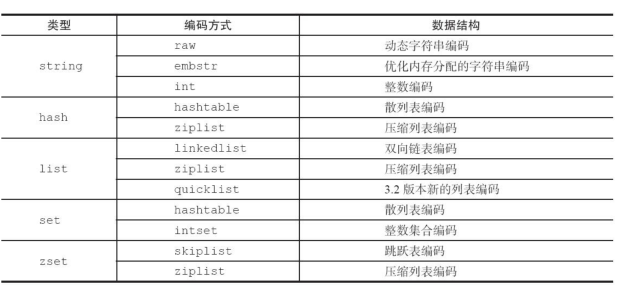 类型 编码方式 数据结构
string raw 动态字符串编码
embstr 优化内存分配的字符串编码
int 整数编码
hash hashtable 散列表编码
ziplist 压缩列表编码
list linkedlist 双向链表编码
ziplist 压缩列表编码
quicklist 3.2 版本新的列表编码
set hashtable 散列表编码
intset 整数集合编码
zset skiplist 跳跃表编码
ziplist 压缩列表编码